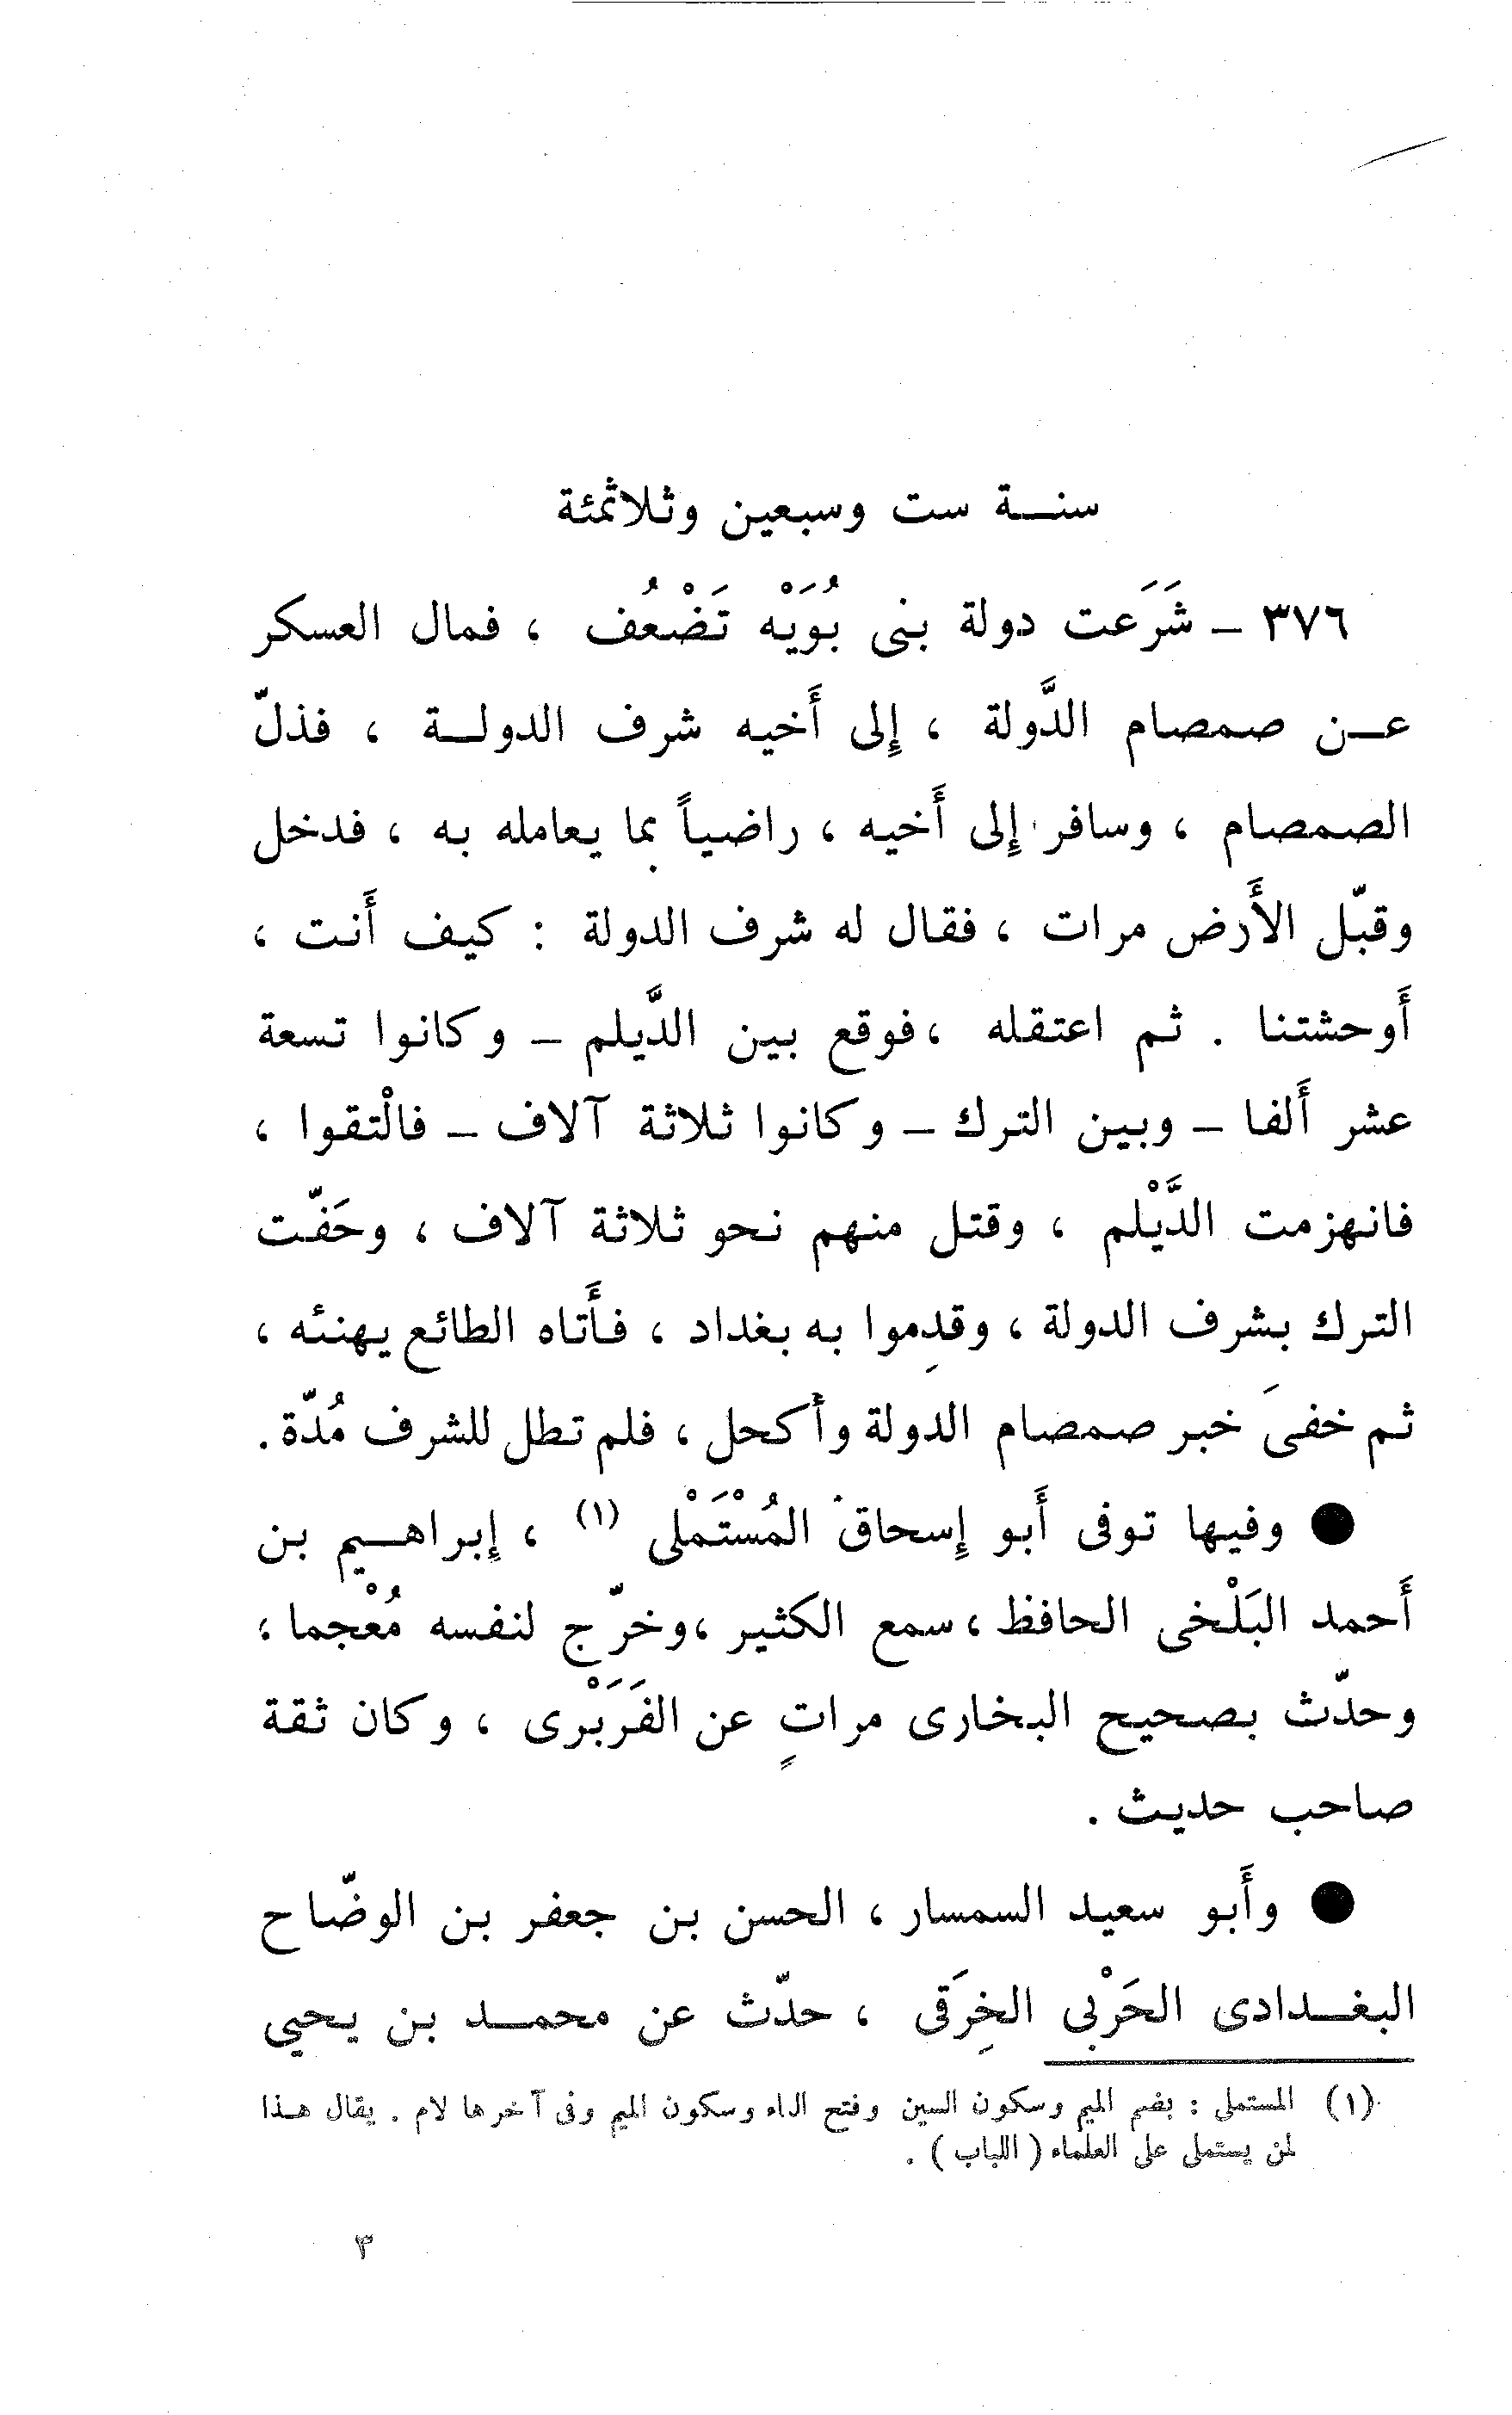 سنة ست وسبعين وثلاثمئة
٣٧٦ – شَرَعت دولة بنى بُوَيْه تَضْعُف ، فمال العسكر
عن صمصام الدَّولة ، إِلى أَخيه شرف الدولة ، فذلّ
الصمصام ، وسافر إِلى أَخيه ، راضياً بما يعامله به ، فدخل
وقبّل الأَرض مرات ، فقال له شرف الدولة : كيف أَنت ،
أَوحشتنا . ثم اعتقله ، فوقع بين الدَّيلم – وكانوا تسعة
عشر أَلفا – وبين الترك – وكانوا ثلاثة آلاف – فالْتقوا ،
فانهزمت الدَّيْلم ، وقتل منهم نحو ثلاثة آلاف ، وحَفّت
الترك بشرف الدولة ، وقدِموا به بغداد ، فأَتاه الطائع يهنئه ،
ثم خفىَ خبر صمصام الدولة وأكحل ، فلم تطل للشرف مُدّة .
● وفيها توفى أَبو إِسحاق المُسْتَمْلى (١) ، إِبراهيم بن
أَحمد البَلْخى الحافظ ، سمع الكثير ، وخرّج لنفسه مُعْجما ،
وحدّث بصحيح البخارى مراتٍ عن الفَرَبْرى ، وكان ثقة
صاحب حديث .
● وأَبو سعيد السمسار ، الحسن بن جعفر بن الوضّاح
البغدادى الحَرْبى الخِرَقى ، حدّث عن محمد بن يحيى
(١) المستملى : بضم الميم وسكون السين وفتح التاء وسكون الميم وفى آخرها لام . يقال هذا
لمن يستملى على العلماء ( اللباب ) .
٣